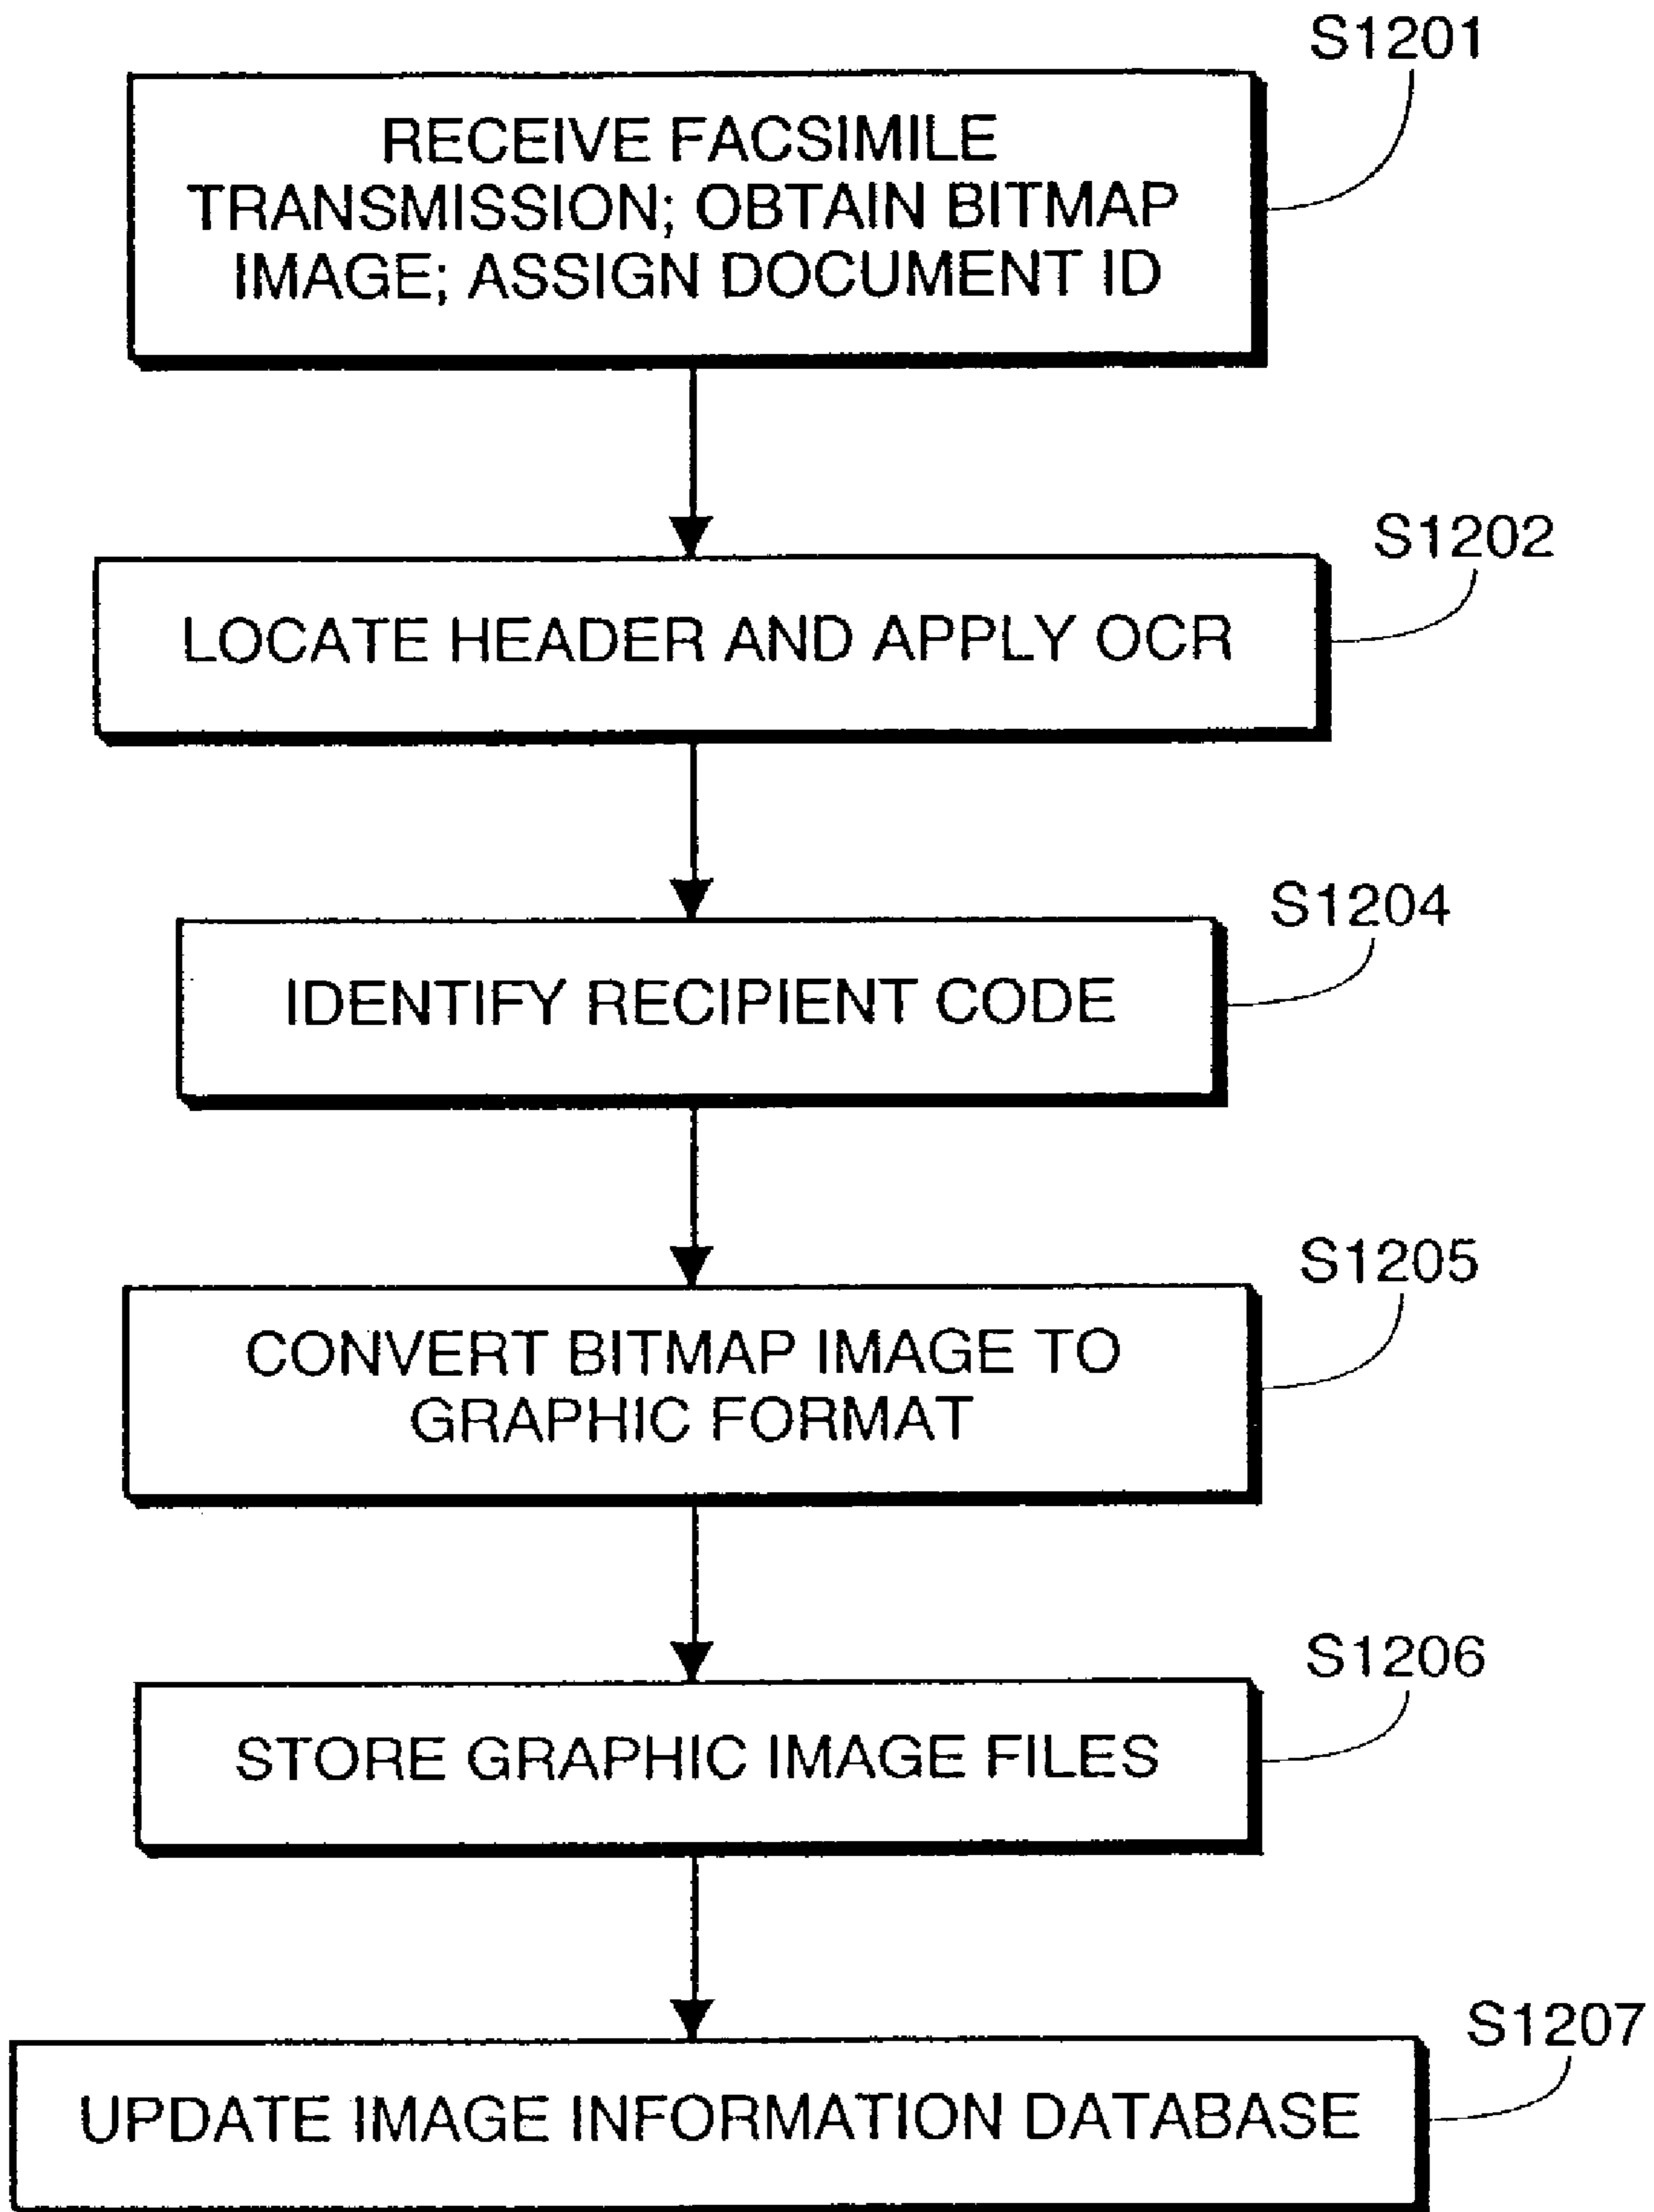 S1201
RECEIVE FACSIMILE
TRANSMISSION; OBTAIN BITMAP
IMAGE; ASSIGN DOCUMENT ID
S1202
LOCATE HEADER AND APPLY OCR
S1204
IDENTIFY RECIPIENT CODE
S1205
CONVERT BITMAP IMAGE TO
GRAPHIC FORMAT
S1206
STORE GRAPHIC IMAGE FILES
S1207
UPDATE IMAGE INFORMATION DATABASE